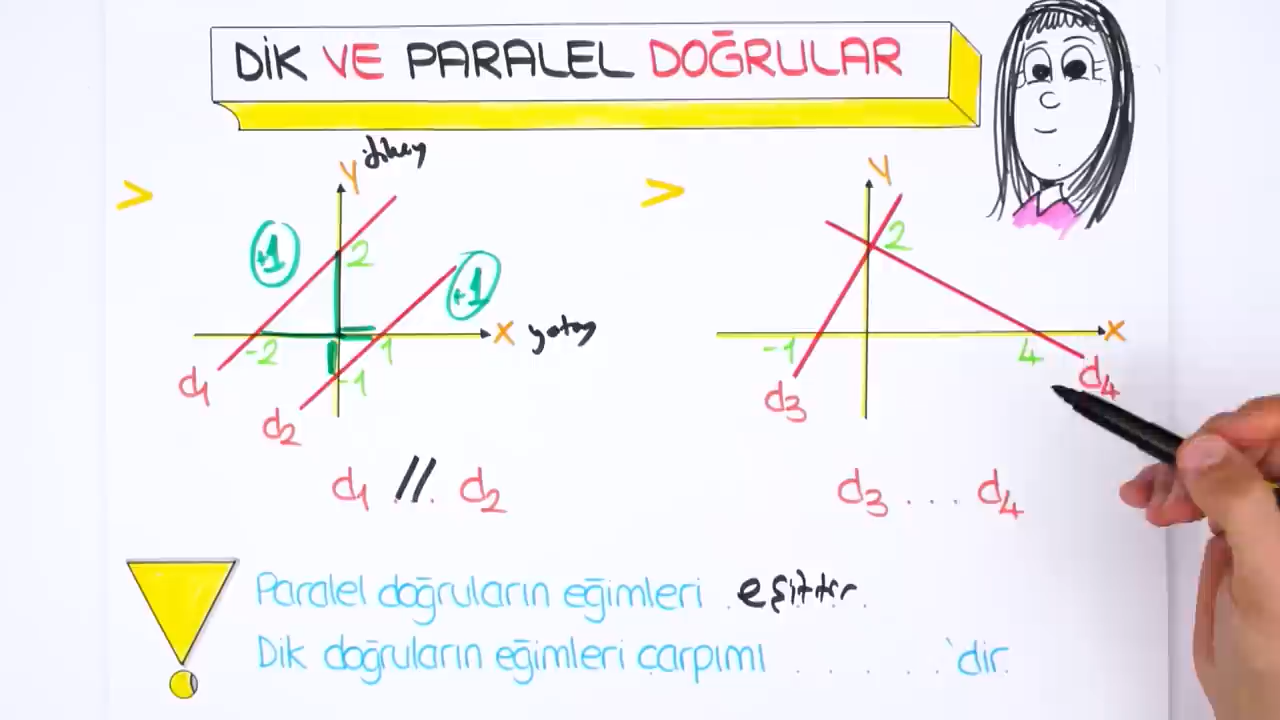 DİK VE PARALEL DOĞRULAR
Y dikey
>
+1
2
+1
X yatay
-2
1
-1
d1
d2
d1 // d2
>
Y
2
X
-1
4
d3
d4
d3 ... d4
Paralel doğruların eğimleri eşittir.
Dik doğruların eğimleri çarpımı ......'dir.